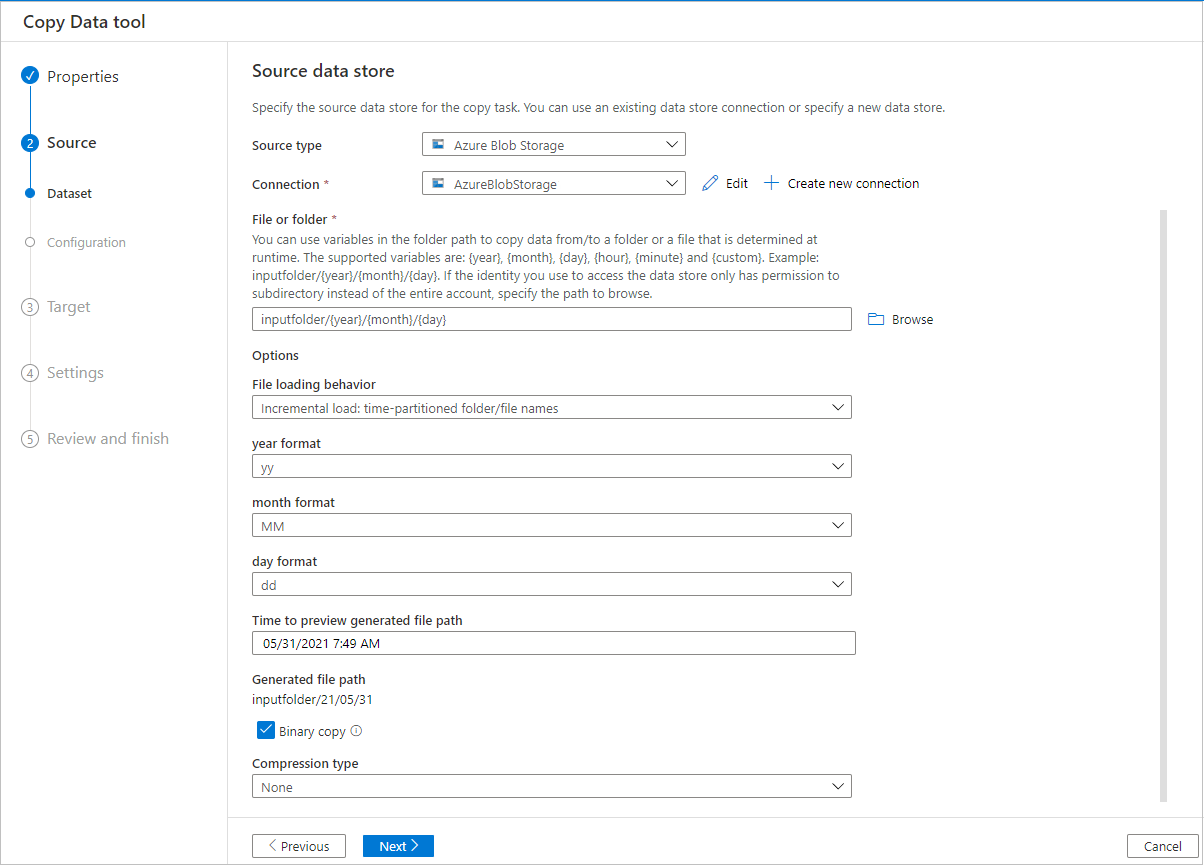 Copy Data tool
Properties
2 Source
Dataset
Configuration
3 Target
4 Settings
5 Review and finish
Source data store
Specify the source data store for the copy task. You can use an existing data store connection or specify a new data store.
Source type Azure Blob Storage
Connection * AzureBlobStorage Edit Create new connection
File or folder *
You can use variables in the folder path to copy data from/to a folder or a file that is determined at
runtime. The supported variables are: {year}, {month}, {day}, {hour}, {minute} and {custom}. Example:
inputfolder/{year}/{month}/{day}. If the identity you use to access the data store only has permission to
subdirectory instead of the entire account, specify the path to browse.
inputfolder/{year}/{month}/{day} Browse
Options
File loading behavior
Incremental load: time-partitioned folder/file names
year format
yy
month format
MM
day format
dd
Time to preview generated file path
05/31/2021 7:49 AM
Generated file path
inputfolder/21/05/31
Binary copy
Compression type
None
Previous Next Cancel